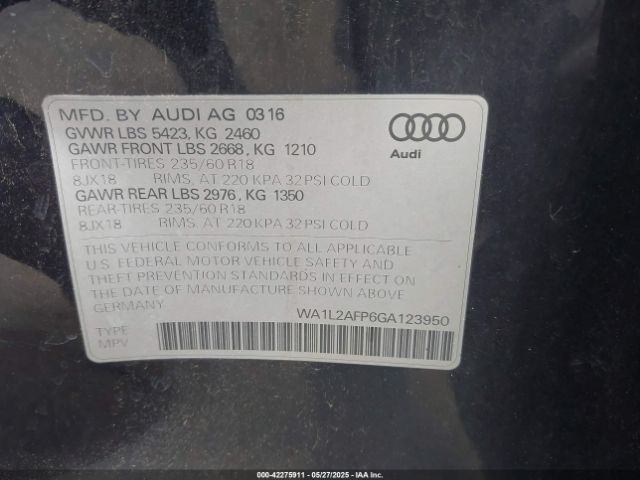 MFD. BY AUDI AG 0316
GVWR LBS 5423, KG 2460
GAWR FRONT LBS 2668, KG 1210
FRONT-TIRES 235/60 R18
8JX18 RIMS, AT 220 KPA 32 PSI COLD
GAWR REAR LBS 2976, KG 1350
REAR-TIRES 235/60 R18
8JX18 RIMS, AT 220 KPA 32 PSI COLD
Audi
THIS VEHICLE CONFORMS TO ALL APPLICABLE
U.S. FEDERAL MOTOR VEHICLE SAFETY AND
THEFT PREVENTION STANDARDS IN EFFECT ON
THE DATE OF MANUFACTURE SHOWN ABOVE.
GERMANY
WA1L2AFP6GA123950
TYPE:
MPV
000-42275911 - 05/27/2025 - IAAI.com